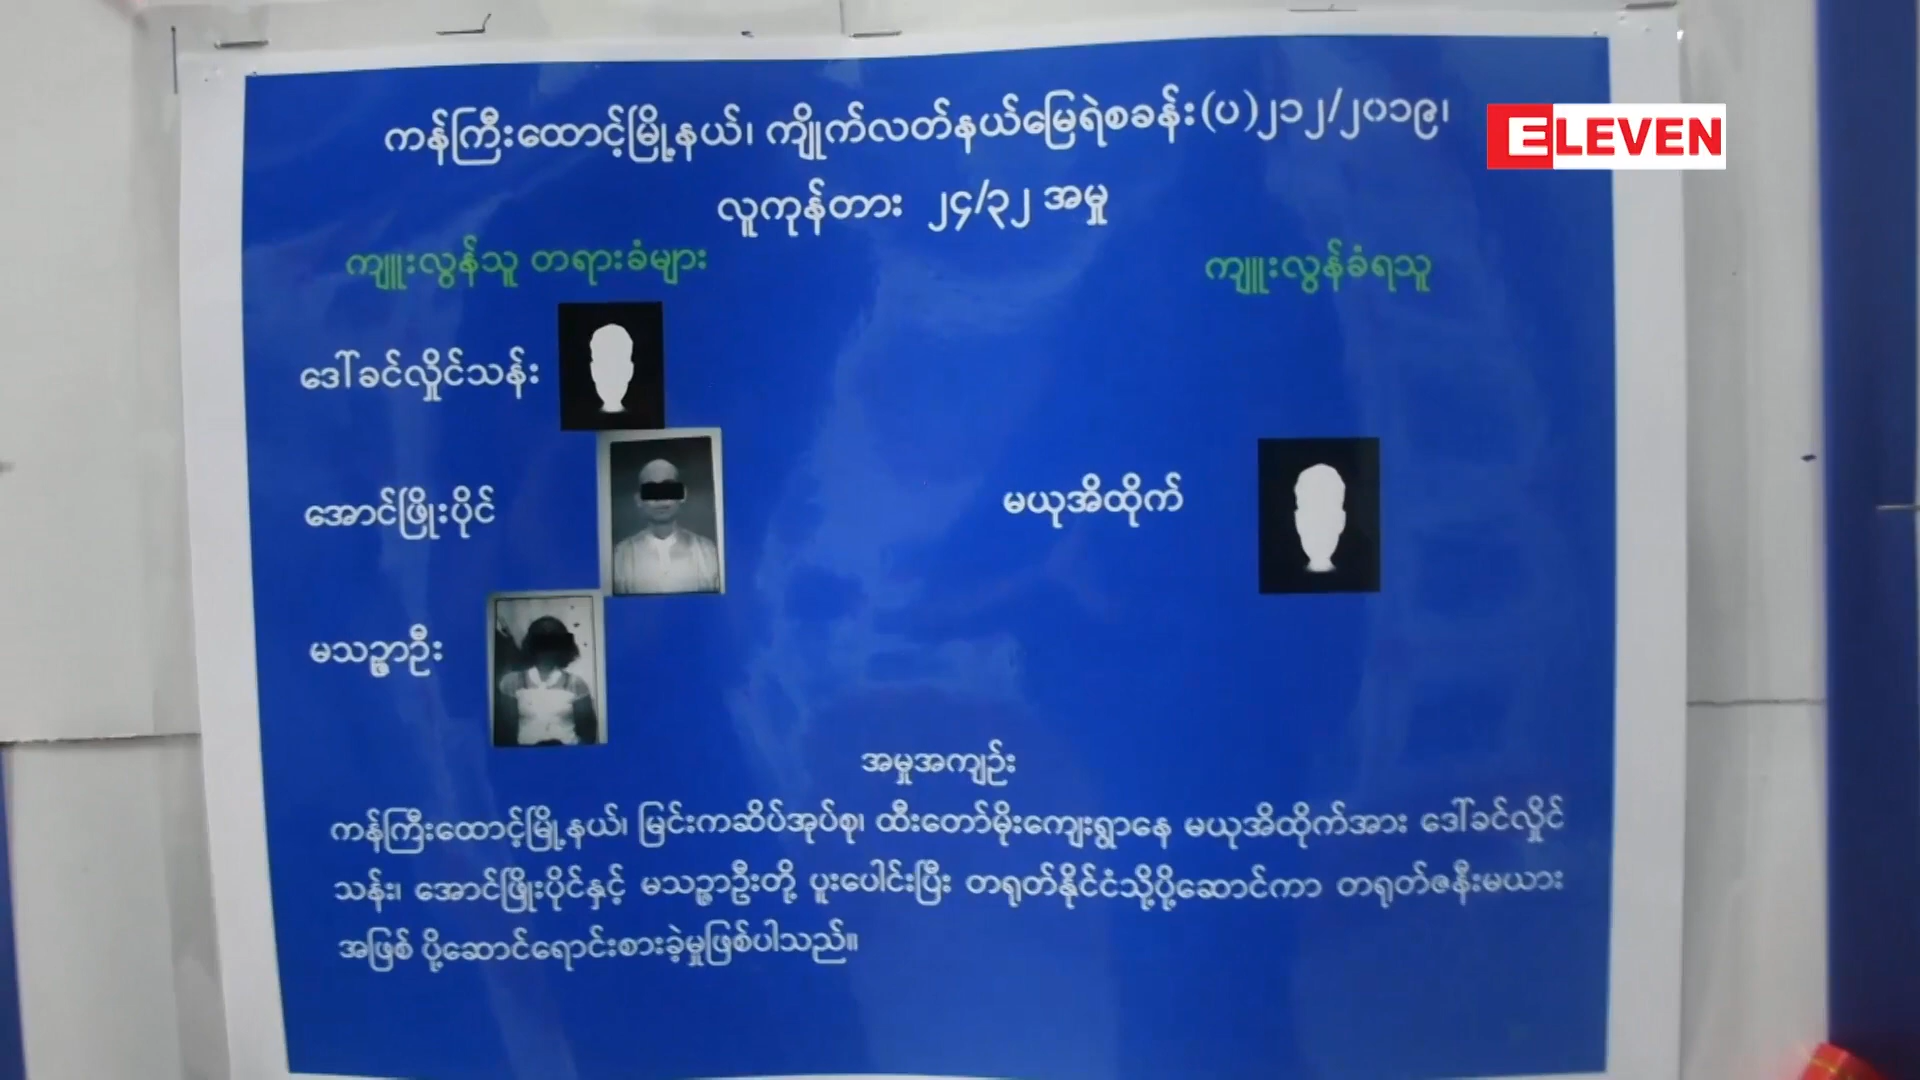 ကန်ကြီးထောင့်မြို့နယ်၊ ကျိုက်လတ်နယ်မြေရဲစခန်း(ပ)၂၁၂/၂၀၁၉၊
ELEVEN
လူကုန်တား ၂၄/၃၂ အမှု
ကျူးလွန်သူ တရားခံများ
ကျူးလွန်ခံရသူ
ဒေါ်ခင်လှိုင်သန်း
အောင်ဖြိုးပိုင်
မယုအိထိုက်
မသဥ္ဇာဦး
အမှုအကျဉ်း
ကန်ကြီးထောင့်မြို့နယ်၊ မြင်းကဆိပ်အုပ်စု၊ ထီးတော်မိုးကျေးရွာနေ မယုအိထိုက်အား ဒေါ်ခင်လှိုင်
သန်း၊ အောင်ဖြိုးပိုင်နှင့် မသဥ္ဇာဦးတို့ ပူးပေါင်းပြီး တရုတ်နိုင်ငံသို့ပို့ဆောင်ကာ တရုတ်ဇနီးမယား
အဖြစ် ပို့ဆောင်ရောင်းစားခဲ့မှုဖြစ်ပါသည်။